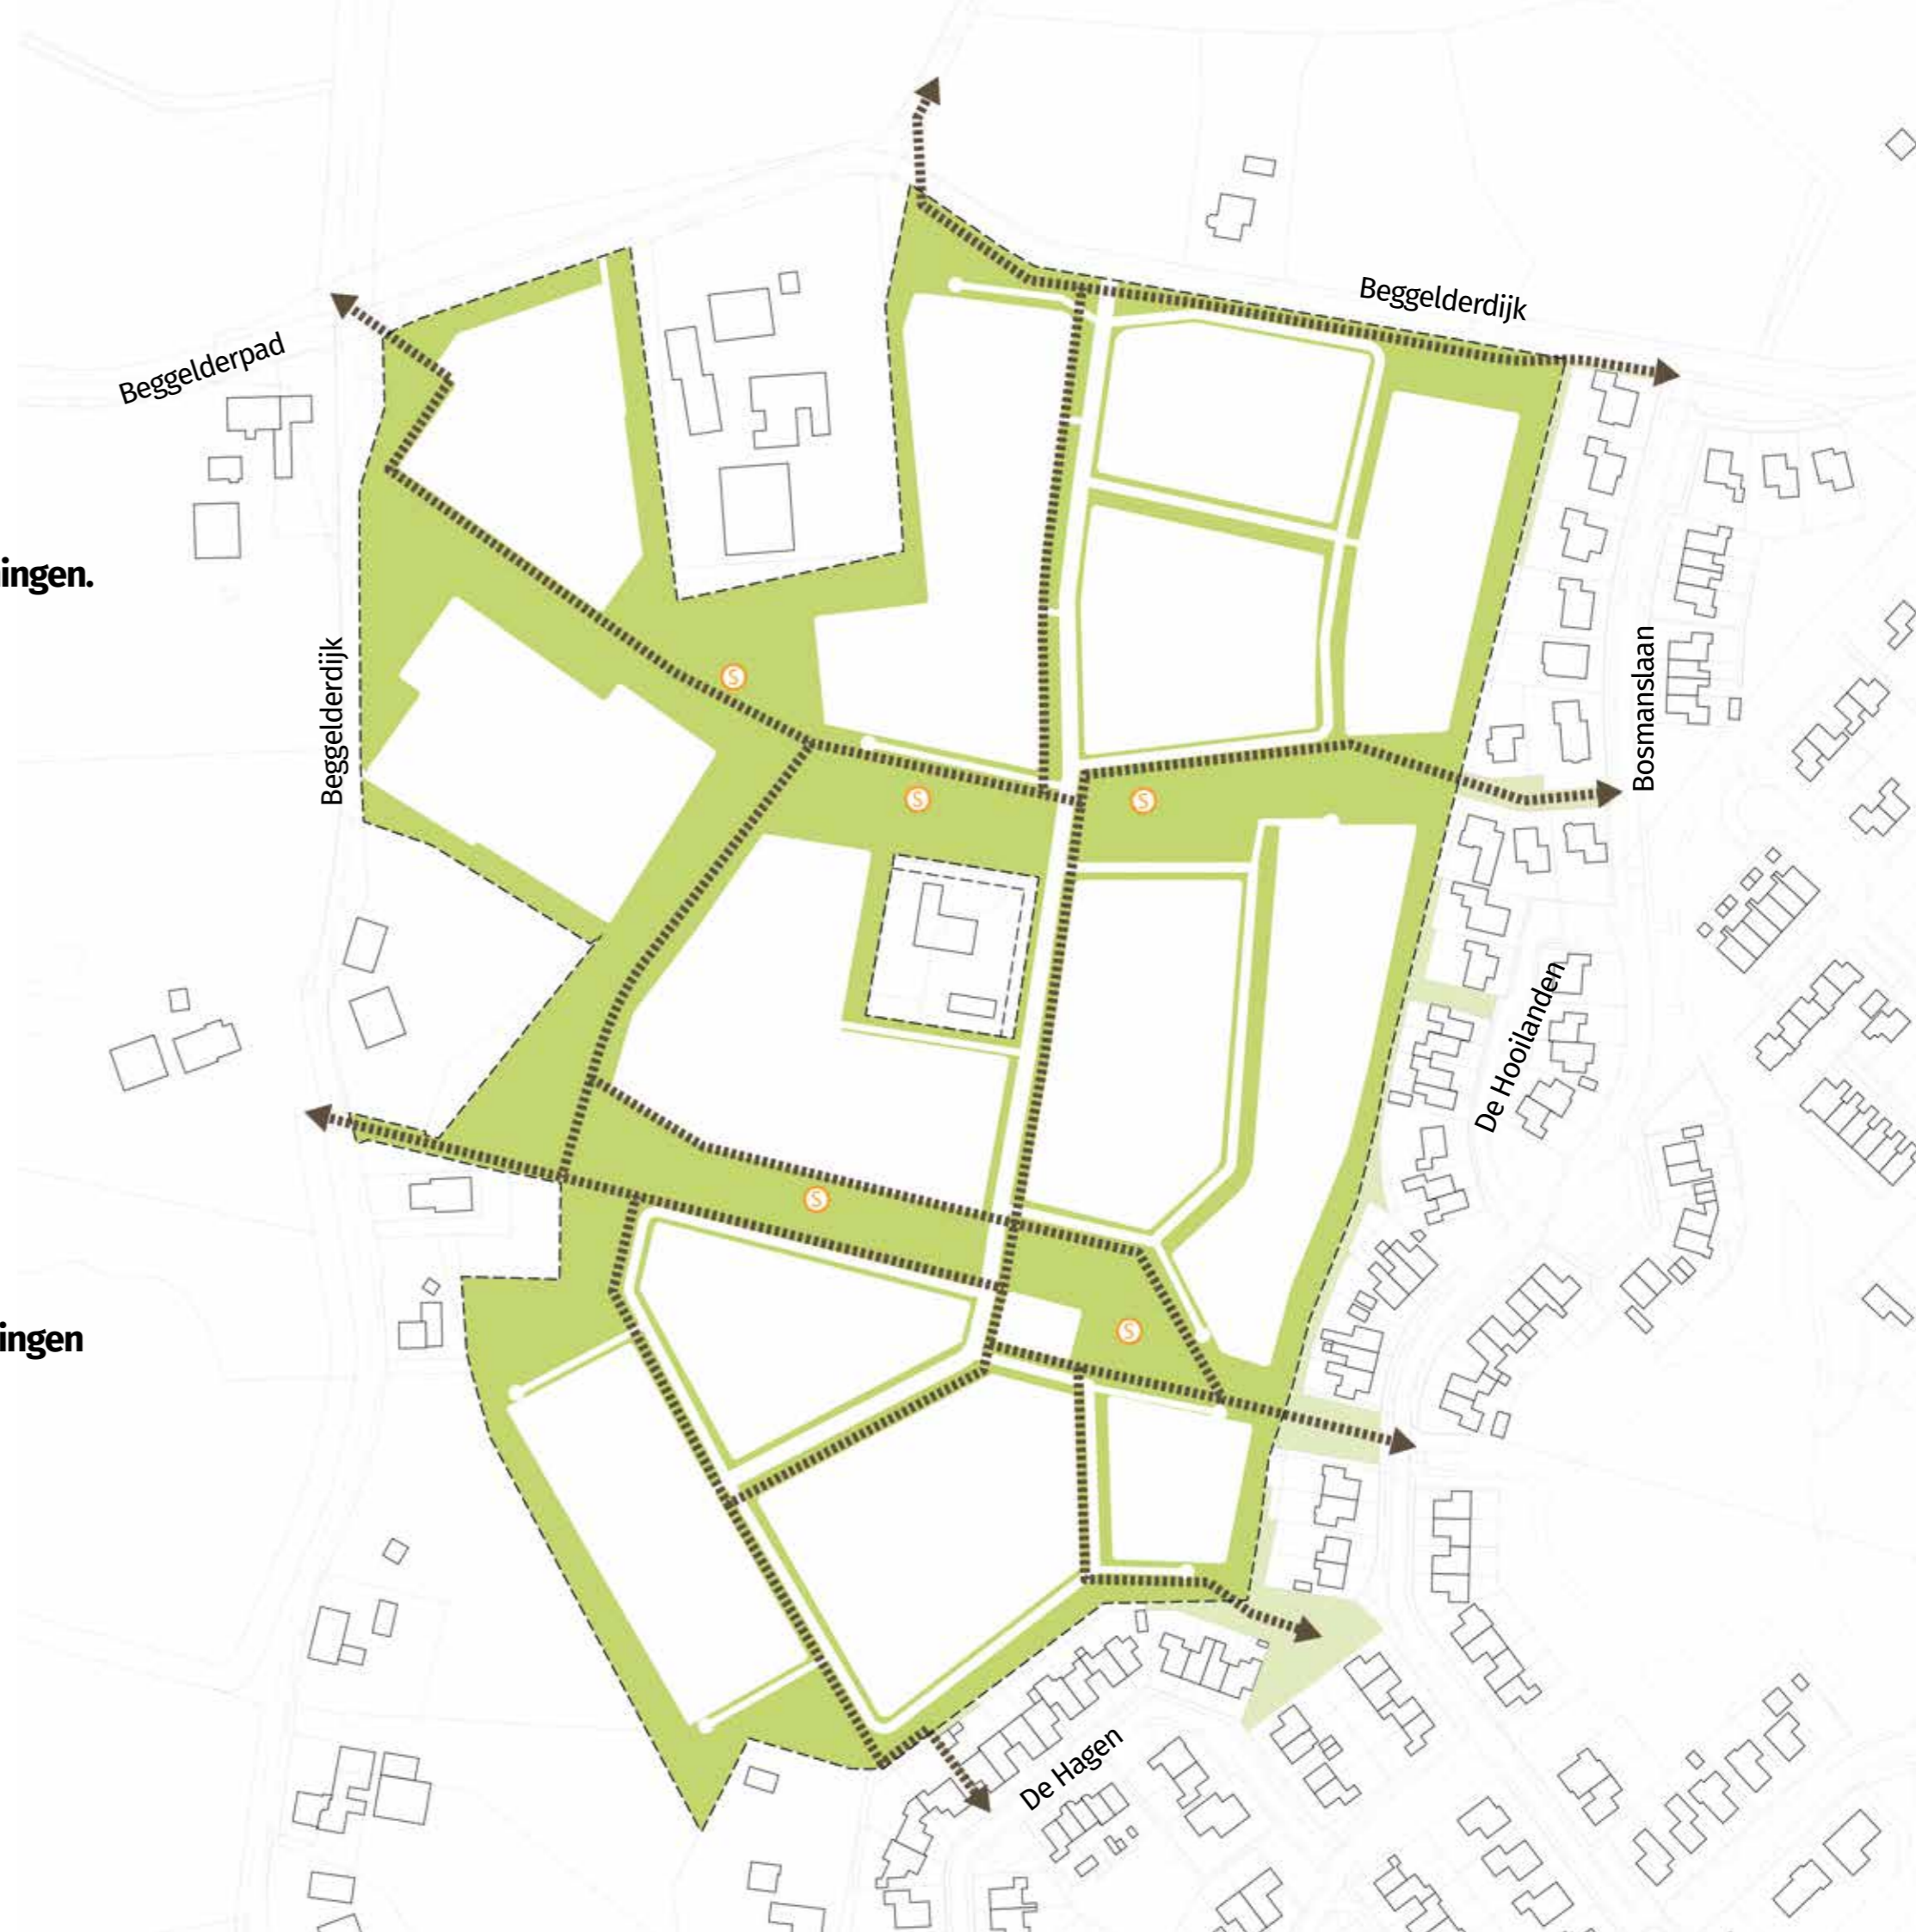 Beggelderdijk
Beggelderpad
ingen.
Beggelderdijk
Bosmanslaan
S
S
S
De Hooilanden
S
S
ingen
De Hagen